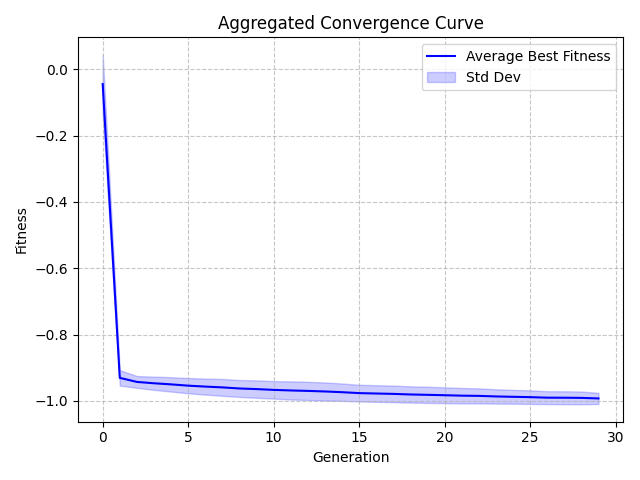 Aggregated Convergence Curve
Average Best Fitness
Std Dev
Fitness
0.0
−0.2
−0.4
−0.6
−0.8
−1.0
0 5 10 15 20 25 30
Generation